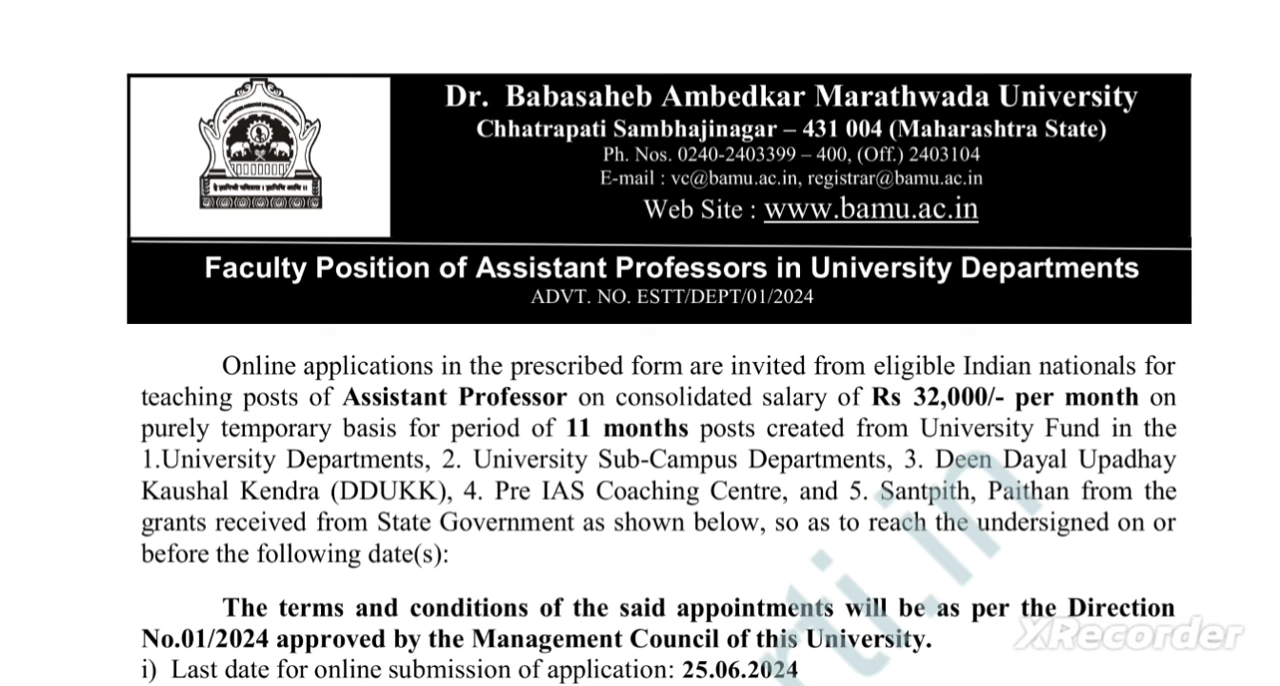 Dr. Babasaheb Ambedkar Marathwada University
Chhatrapati Sambhajinagar – 431 004 (Maharashtra State)
Ph. Nos. 0240-2403399 – 400, (Off.) 2403104
E-mail : vc@bamu.ac.in, registrar@bamu.ac.in
Web Site : www.bamu.ac.in
Faculty Position of Assistant Professors in University Departments
ADVT. NO. ESTT/DEPT/01/2024
Online applications in the prescribed form are invited from eligible Indian nationals for
teaching posts of Assistant Professor on consolidated salary of Rs 32,000/- per month on
purely temporary basis for period of 11 months posts created from University Fund in the
1.University Departments, 2. University Sub-Campus Departments, 3. Deen Dayal Upadhay
Kaushal Kendra (DDUKK), 4. Pre IAS Coaching Centre, and 5. Santpith, Paithan from the
grants received from State Government as shown below, so as to reach the undersigned on or
before the following date(s):
The terms and conditions of the said appointments will be as per the Direction
No.01/2024 approved by the Management Council of this University.
i) Last date for online submission of application: 25.06.2024
rti.in
XRecorder